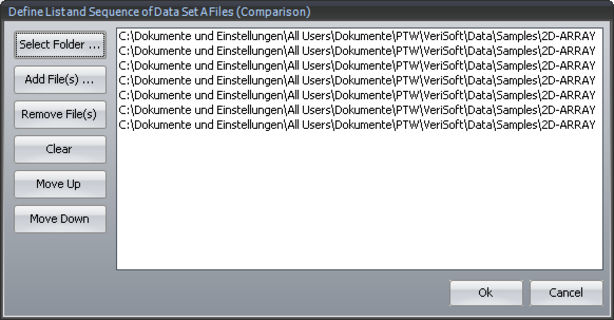 Define List and Sequence of Data Set A Files (Comparison)
Select Folder ...
Add File(s) ...
Remove File(s)
Clear
Move Up
Move Down
C:\Dokumente und Einstellungen\All Users\Dokumente\PTW\VeriSoft\Data\Samples\2D-ARRAY
C:\Dokumente und Einstellungen\All Users\Dokumente\PTW\VeriSoft\Data\Samples\2D-ARRAY
C:\Dokumente und Einstellungen\All Users\Dokumente\PTW\VeriSoft\Data\Samples\2D-ARRAY
C:\Dokumente und Einstellungen\All Users\Dokumente\PTW\VeriSoft\Data\Samples\2D-ARRAY
C:\Dokumente und Einstellungen\All Users\Dokumente\PTW\VeriSoft\Data\Samples\2D-ARRAY
C:\Dokumente und Einstellungen\All Users\Dokumente\PTW\VeriSoft\Data\Samples\2D-ARRAY
C:\Dokumente und Einstellungen\All Users\Dokumente\PTW\VeriSoft\Data\Samples\2D-ARRAY
Ok
Cancel